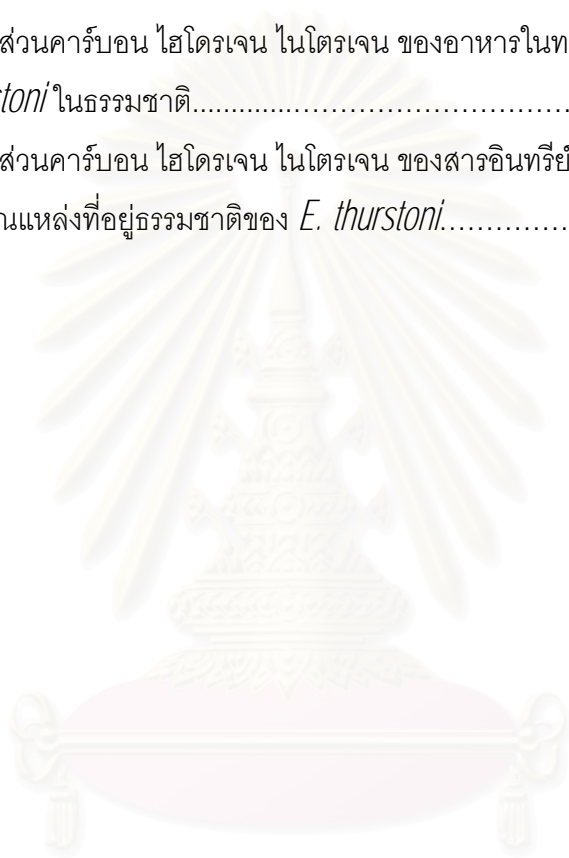 ส่วนคาร์บอน ไฮโดรเจน ไนโตรเจน ของอาหารในท
stoni ในธรรมชาติ.............……………………………
ส่วนคาร์บอน ไฮโดรเจน ไนโตรเจน ของสารอินทรีย์
ณแหล่งที่อยู่ธรรมชาติของ E. thurstoni……………